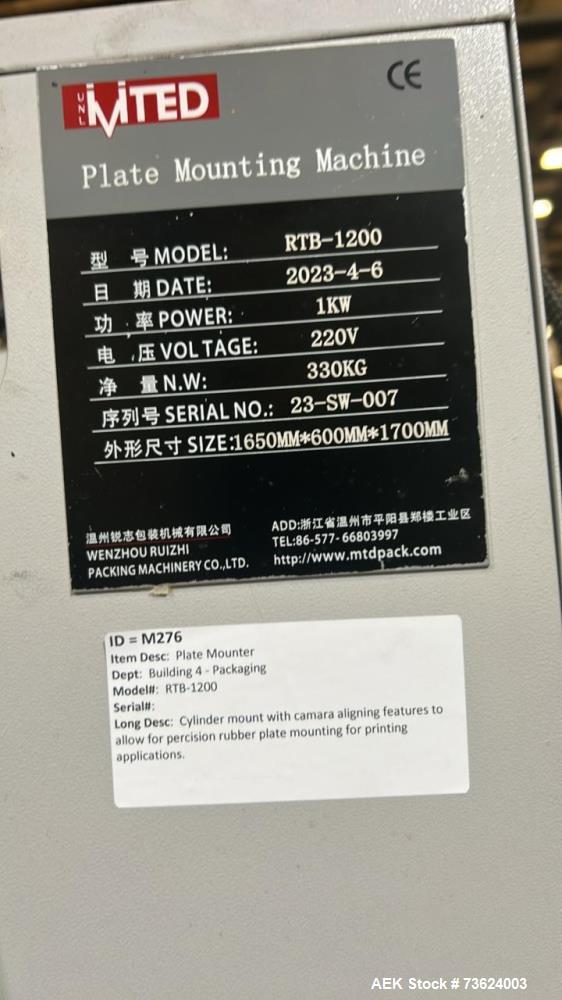 UNLIMTED
CE
Plate Mounting Machine
型 号 MODEL: RTB-1200
日 期 DATE: 2023-4-6
功 率 POWER: 1KW
电 压 VOLTAGE: 220V
净 量 N.W: 330KG
序列号 SERIAL NO.: 23-SW-007
外形尺寸 SIZE:1650MM*600MM*1700MM
温州锐志包装机械有限公司
WENZHOU RUIZHI
PACKING MACHINERY CO.,LTD.
ADD:浙江省温州市平阳县郑楼工业区
TEL:86-577- 66803997
http://www.mtdpack.com
ID = M276
Item Desc: Plate Mounter
Dept: Building 4 - Packaging
Model#: RTB-1200
Serial#:
Long Desc: Cylinder mount with camara aligning features to
allow for percision rubber plate mounting for printing
applications.
AEK Stock # 73624003